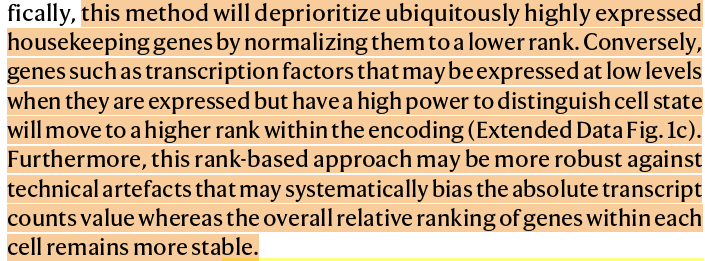 fically, this method will deprioritize ubiquitously highly expressed
housekeeping genes by normalizing them to a lower rank. Conversely,
genes such as transcription factors that may be expressed at low levels
when they are expressed but have a high power to distinguish cell state
will move to a higher rank within the encoding (Extended Data Fig. 1c).
Furthermore, this rank-based approach may be more robust against
technical artefacts that may systematically bias the absolute transcript
counts value whereas the overall relative ranking of genes within each
cell remains more stable.